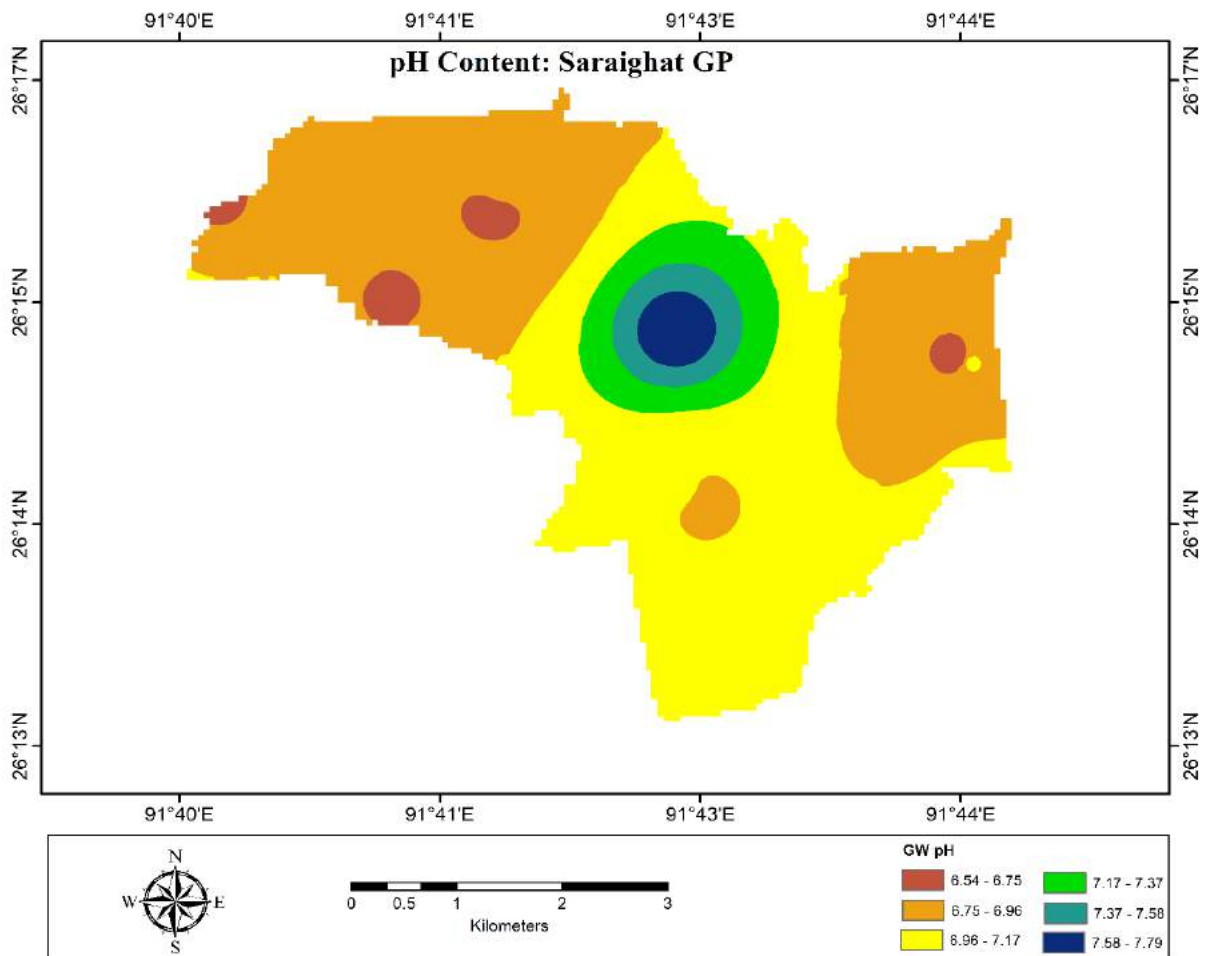 91°40'E 91°41'E 91°43'E 91°44'E
pH Content: Saraighat GP
26°17'N 26°17'N
26°15'N 26°15'N
26°14'N 26°14'N
26°13'N 26°13'N
91°40'E 91°41'E 91°43'E 91°44'E
N
W E
S
0 0.5 1 2 3
Kilometers
GW pH
6.54 - 6.75 7.17 - 7.37
6.75 - 6.96 7.37 - 7.58
6.96 - 7.17 7.58 - 7.79